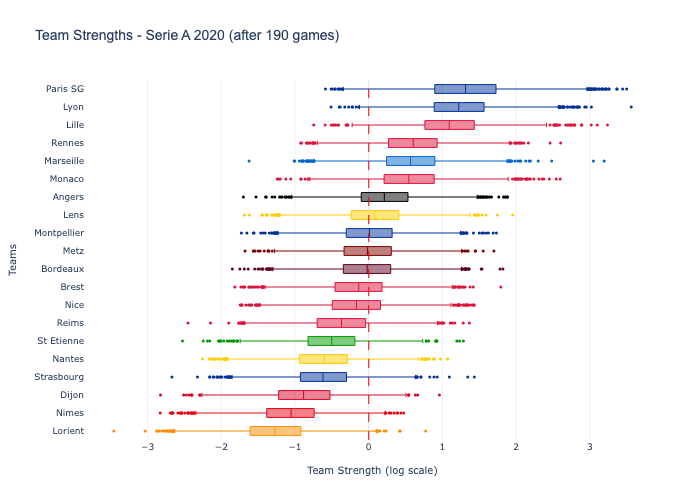 Team Strengths - Serie A 2020 (after 190 games)
Paris SG
Lyon
Lille
Rennes
Marseille
Monaco
Angers
Lens
Montpellier
Metz
Bordeaux
Brest
Nice
Reims
St Etienne
Nantes
Strasbourg
Dijon
Nimes
Lorient
Teams
−3 −2 −1 0 1 2 3
Team Strength (log scale)